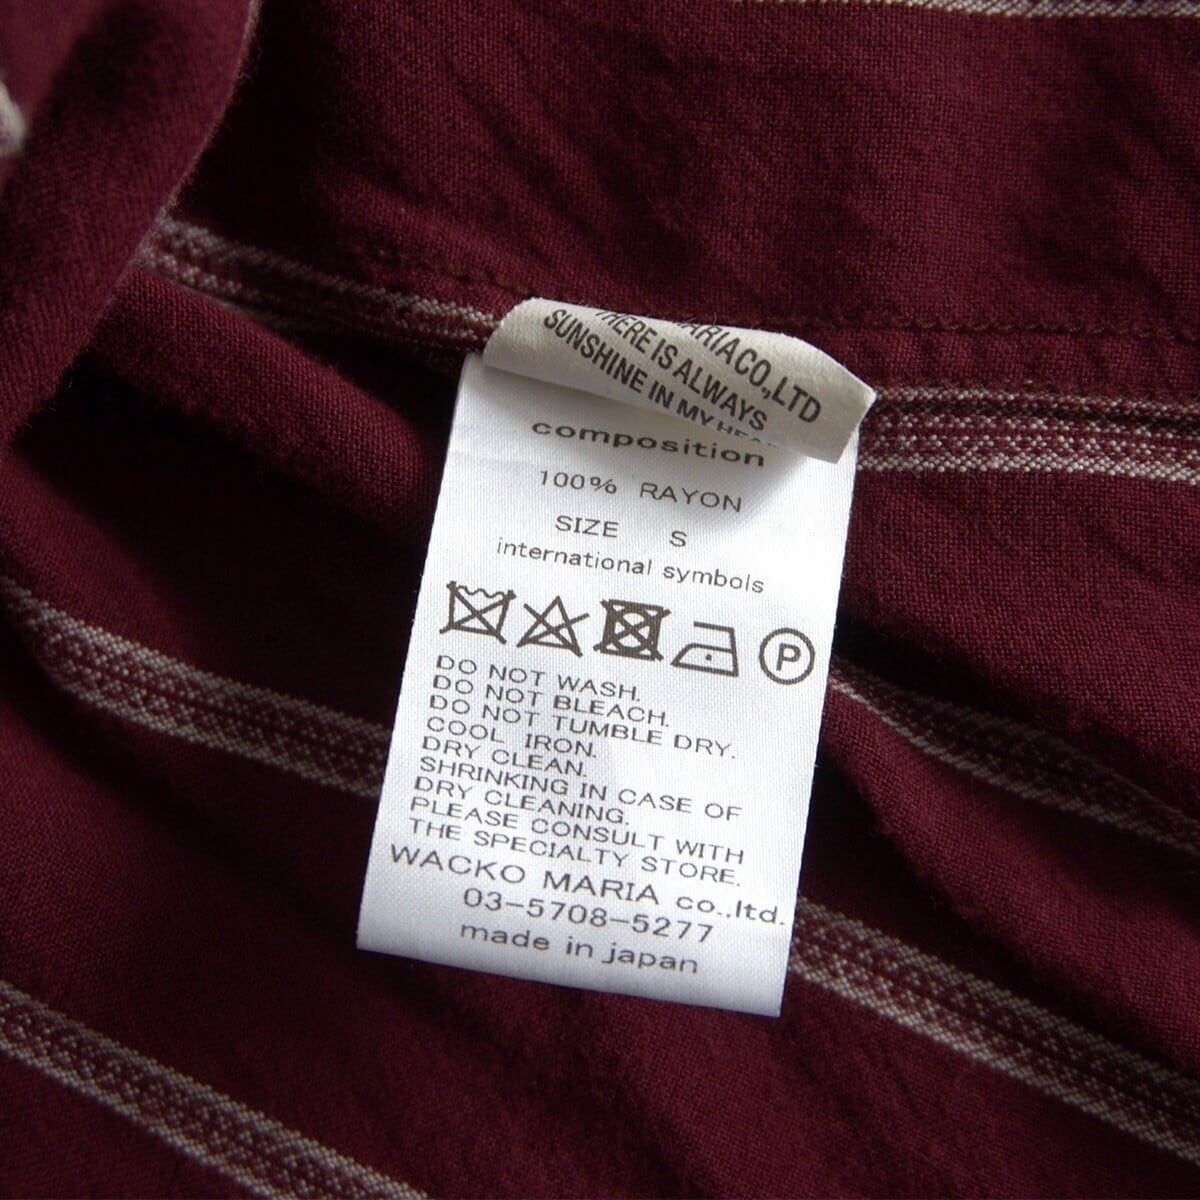 MARIA CO.,LTD
THERE IS ALWAYS
SUNSHINE IN MY
composition
100% RAYON
SIZE S
international symbols
P
DO NOT WASH.
DO NOT BLEACH.
DO NOT TUMBLE DRY.
COOL IRON.
DRY CLEAN.
SHRINKING IN CASE OF
DRY CLEANING,
PLEASE CONSULT WITH
THE SPECIALTY STORE.
WACKO MARIA co.,ltd.
03-5708-5277
made in japan